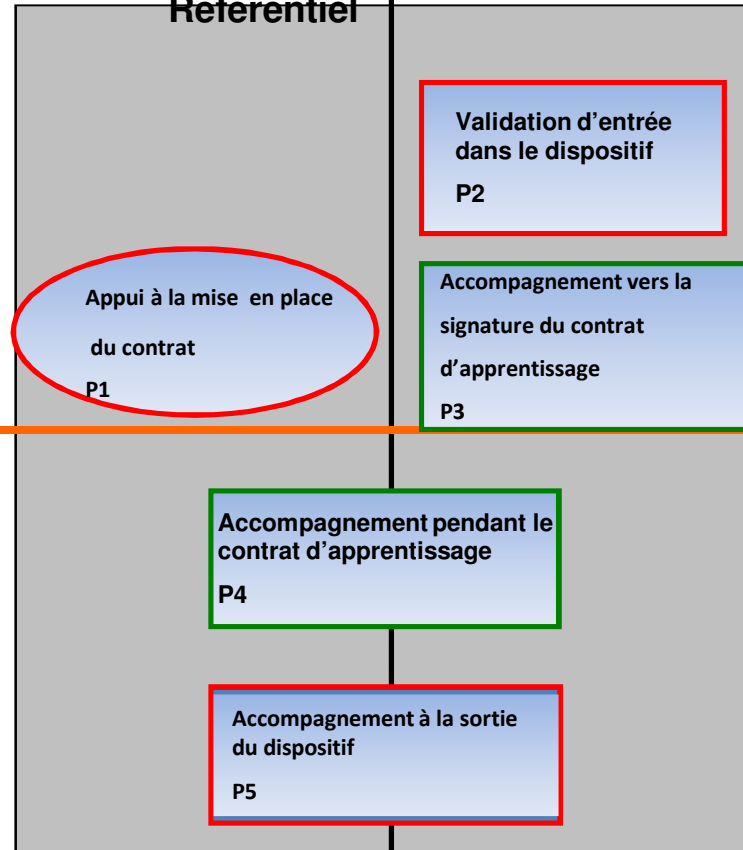 Référentiel
Validation d’entrée
dans le dispositif
P2
Appui à la mise en place
du contrat
P1
Accompagnement vers la
signature du contrat
d’apprentissage
P3
Accompagnement pendant le
contrat d’apprentissage
P4
Accompagnement à la sortie
du dispositif
P5